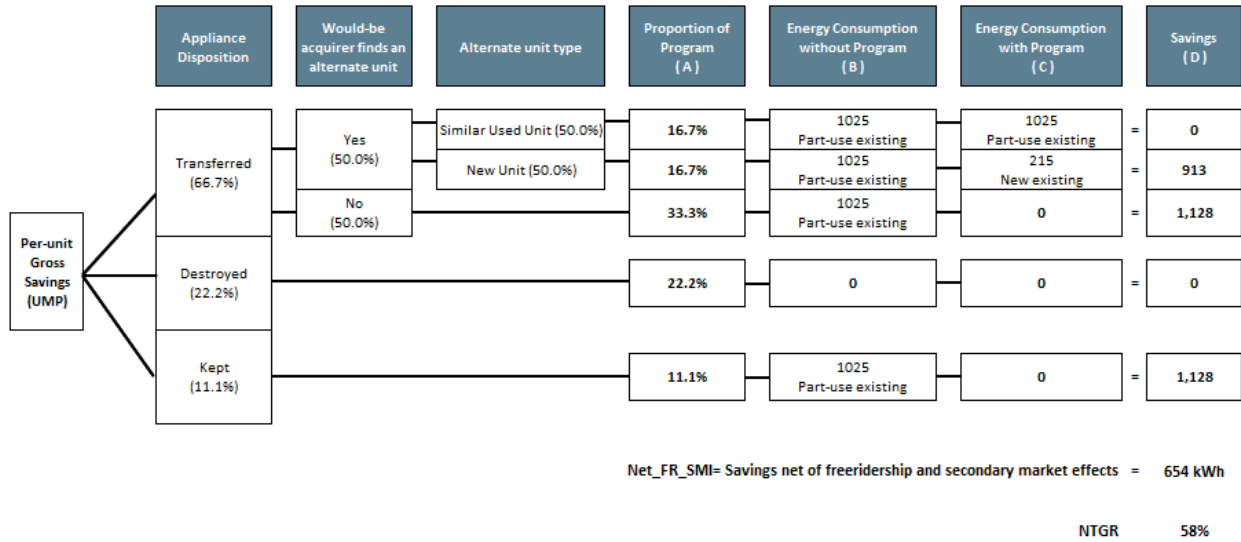 Appliance
Disposition
Would-be
acquirer finds an
alternate unit
Alternate unit type
Proportion of
Program
( A )
Energy Consumption
without Program
( B )
Energy Consumption
with Program
( C )
Savings
( D )
Per-unit
Gross
Savings
(UMP)
Transferred
(66.7%)
Yes
(50.0%)
Similar Used Unit (50.0%)
16.7%
1025
Part-use existing
1025
Part-use existing
=
0
New Unit (50.0%)
16.7%
1025
Part-use existing
215
New existing
=
913
No
(50.0%)
33.3%
1025
Part-use existing
0
=
1,128
Destroyed
(22.2%)
22.2%
0
0
=
0
Kept
(11.1%)
11.1%
1025
Part-use existing
0
=
1,128
Net_FR_SMI= Savings net of freeridership and secondary market effects = 654 kWh
NTGR 58%